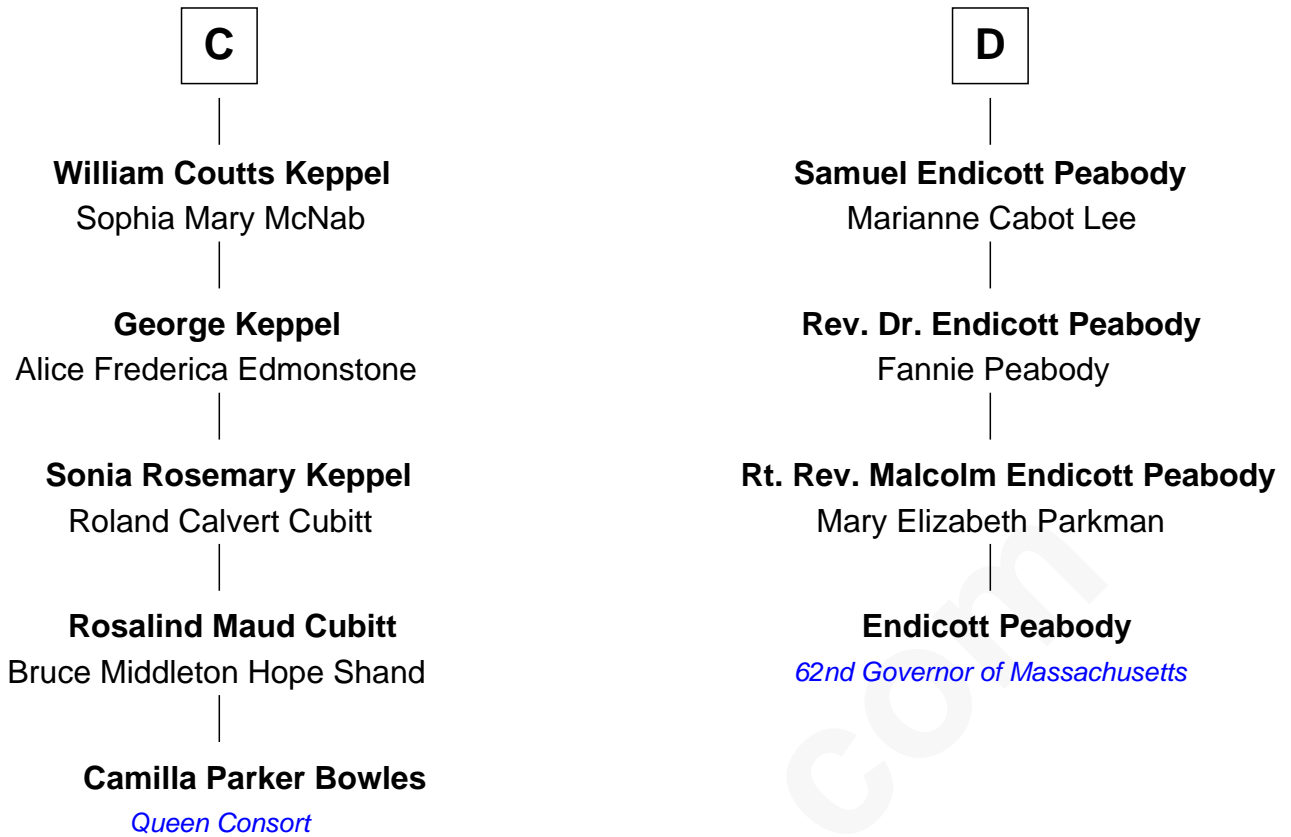 C
William Coutts Keppel
Sophia Mary McNab
George Keppel
Alice Frederica Edmonstone
Sonia Rosemary Keppel
Roland Calvert Cubitt
Rosalind Maud Cubitt
Bruce Middleton Hope Shand
Camilla Parker Bowles
Queen Consort
D
Samuel Endicott Peabody
Marianne Cabot Lee
Rev. Dr. Endicott Peabody
Fannie Peabody
Rt. Rev. Malcolm Endicott Peabody
Mary Elizabeth Parkman
Endicott Peabody
62nd Governor of Massachusetts
com